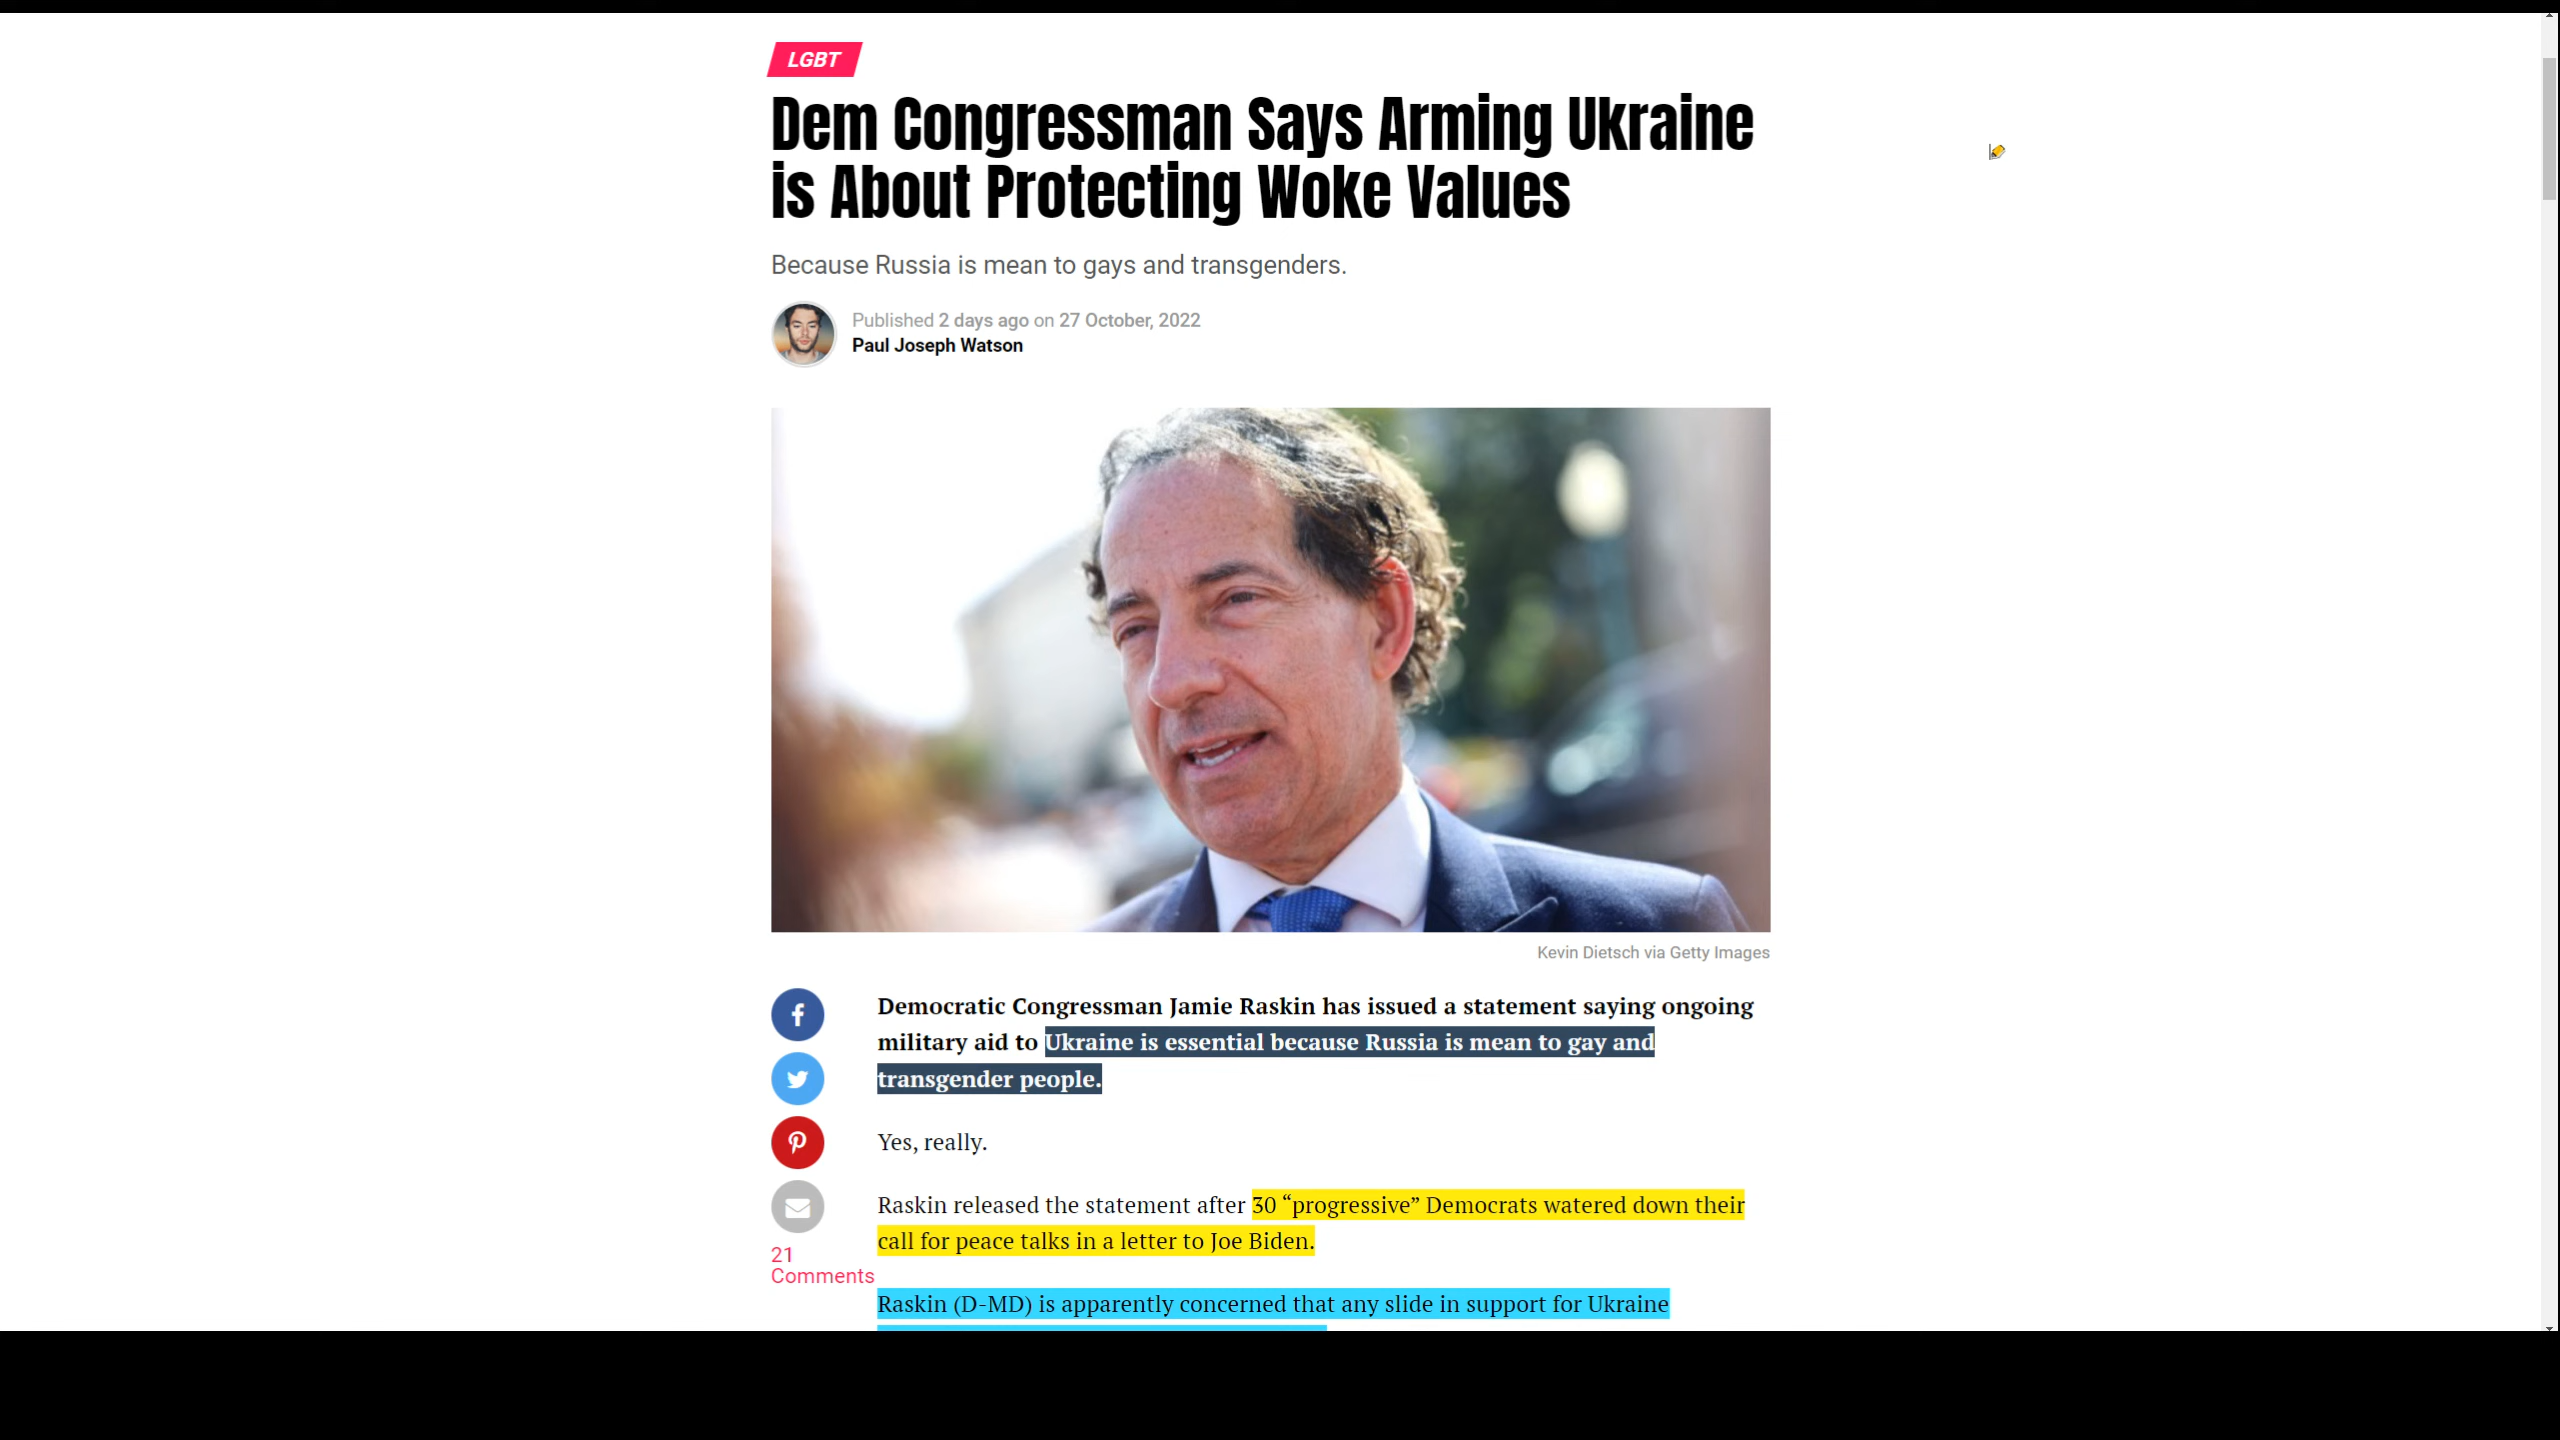 LGBT
Dem Congressman Says Arming Ukraine
is About Protecting Woke Values
Because Russia is mean to gays and transgenders.
Published 2 days ago on 27 October, 2022
Paul Joseph Watson
Kevin Dietsch via Getty Images
Democratic Congressman Jamie Raskin has issued a statement saying ongoing
military aid to Ukraine is essential because Russia is mean to gay and
transgender people.
Yes, really.
Raskin released the statement after 30 “progressive” Democrats watered down their
call for peace talks in a letter to Joe Biden.
21
Comments
Raskin (D-MD) is apparently concerned that any slide in support for Ukraine